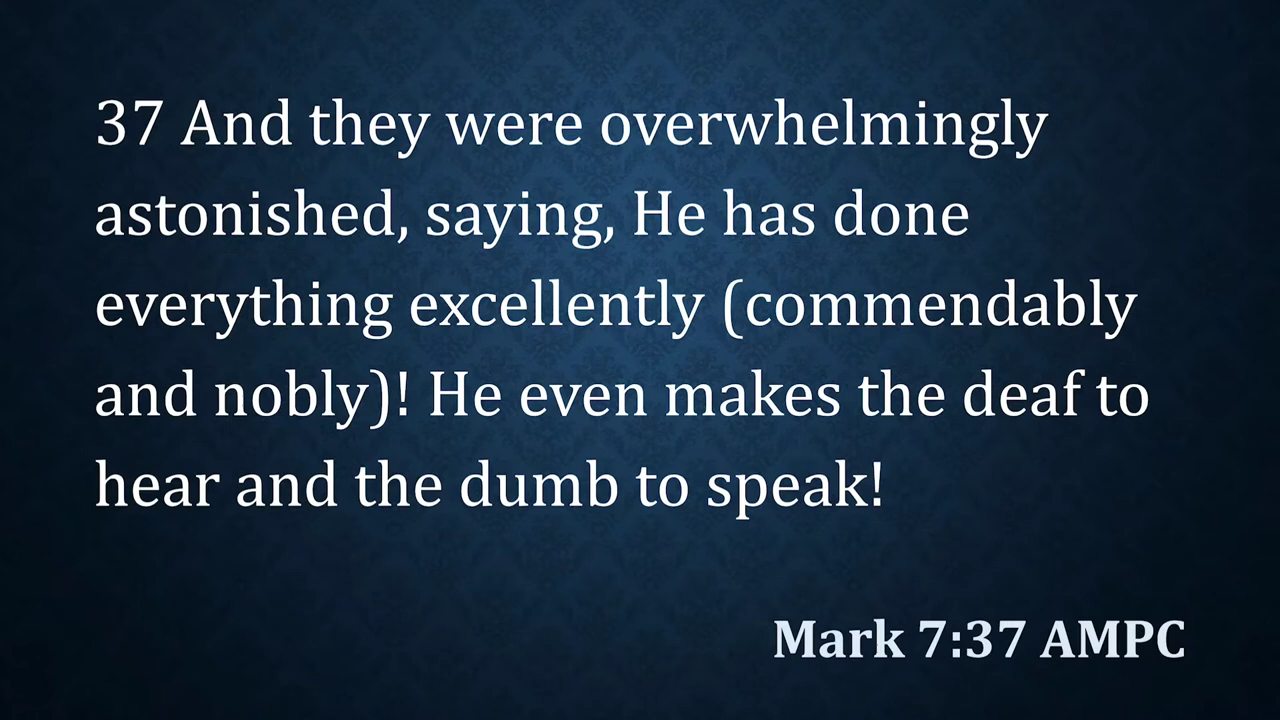 37 And they were overwhelmingly
astonished, saying, He has done
everything excellently (commendably
and nobly)! He even makes the deaf to
hear and the dumb to speak!
Mark 7:37 AMPC